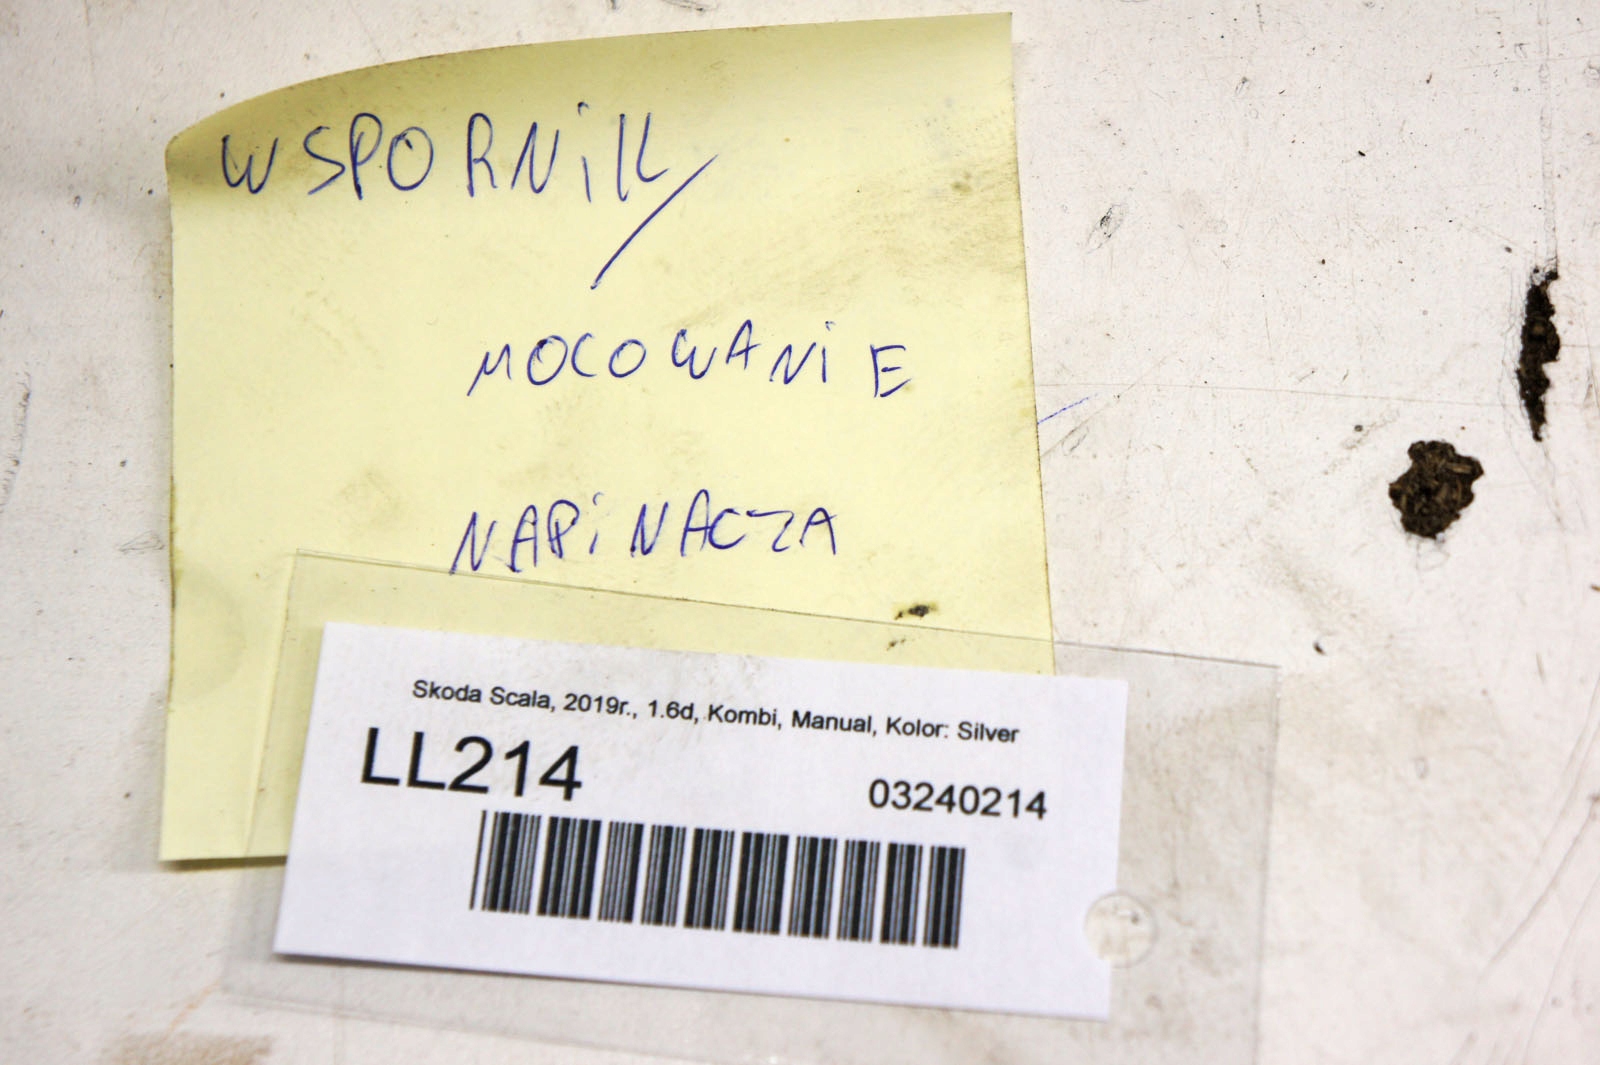 WSPORNiK/
MOCOWANiE
NAPiNACZA
Skoda Scala, 2019r., 1.6d, Kombi, Manual, Kolor: Silver
LL214
03240214